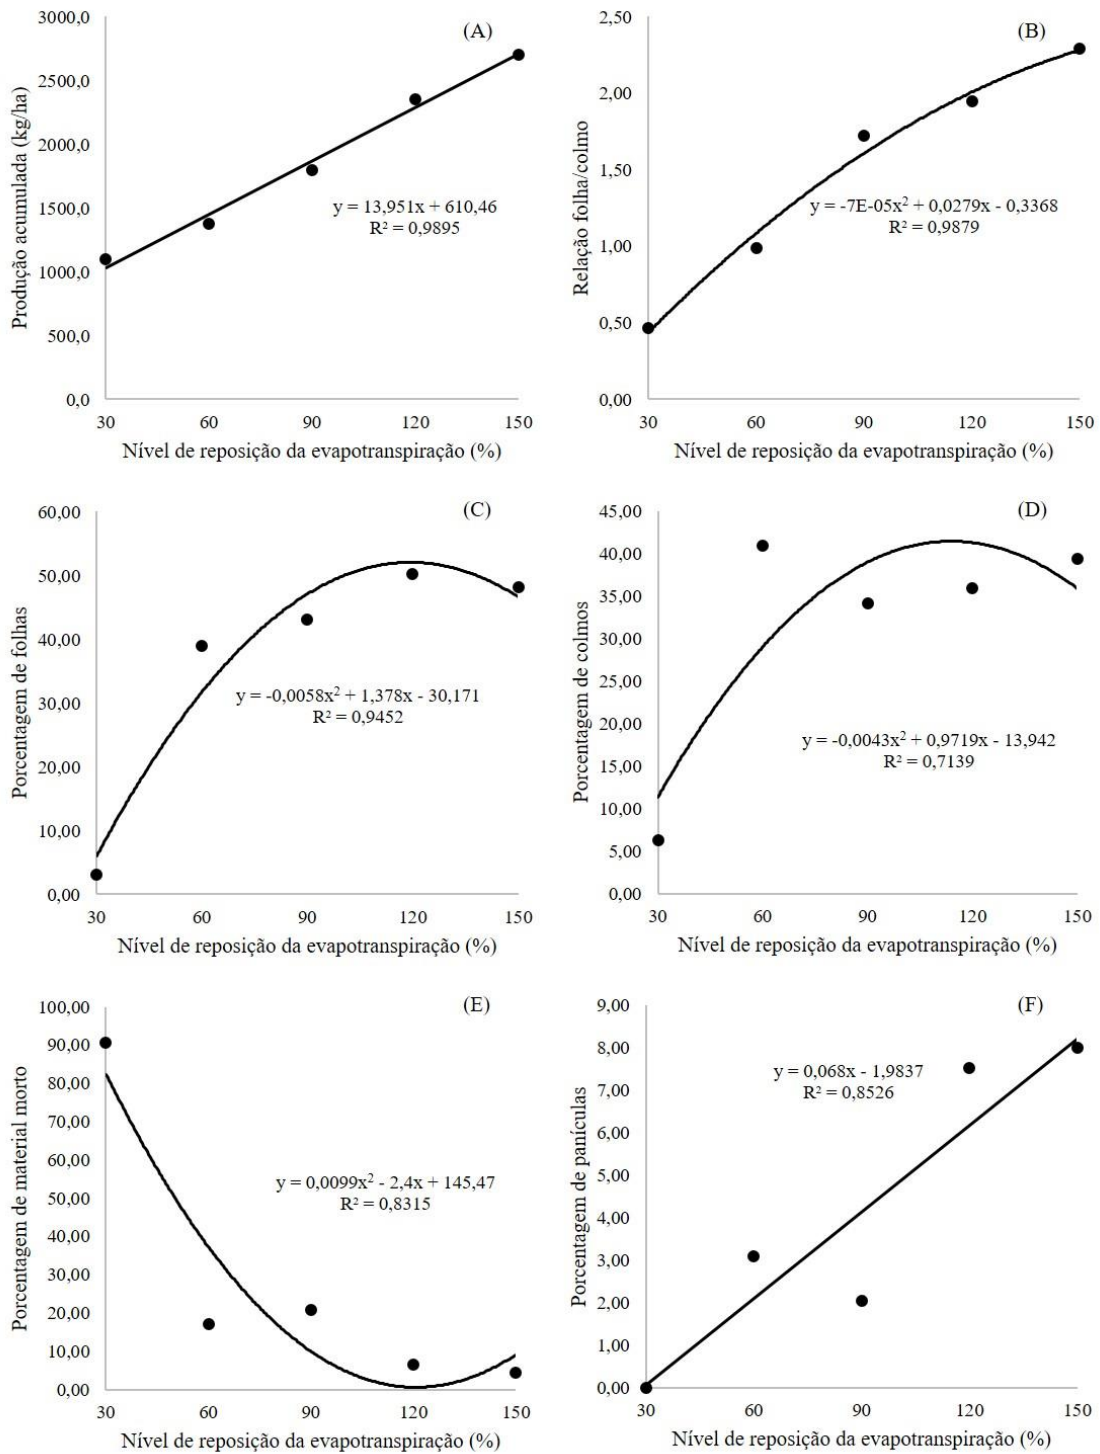 (A)
Produção acumulada (kg/ha)
3000,0
2500,0
2000,0
1500,0
1000,0
500,0
0,0
y = 13,951x + 610,46
R² = 0,9895
30 60 90 120 150
Nível de reposição da evapotranspiração (%)
(B)
Relação folha/colmo
2,50
2,00
1,50
1,00
0,50
0,00
y = -7E-05x² + 0,0279x - 0,3368
R² = 0,9879
30 60 90 120 150
Nível de reposição da evapotranspiração (%)
(C)
Porcentagem de folhas
60,00
50,00
40,00
30,00
20,00
10,00
0,00
y = -0,0058x² + 1,378x - 30,171
R² = 0,9452
30 60 90 120 150
Nível de reposição da evapotranspiração (%)
(D)
Porcentagem de colmos
45,00
40,00
35,00
30,00
25,00
20,00
15,00
10,00
5,00
0,00
y = -0,0043x² + 0,9719x - 13,942
R² = 0,7139
30 60 90 120 150
Nível de reposição da evapotranspiração (%)
(E)
Porcentagem de material morto
100,00
90,00
80,00
70,00
60,00
50,00
40,00
30,00
20,00
10,00
0,00
y = 0,0099x² - 2,4x + 145,47
R² = 0,8315
30 60 90 120 150
Nível de reposição da evapotranspiração (%)
(F)
Porcentagem de panículas
9,00
8,00
7,00
6,00
5,00
4,00
3,00
2,00
1,00
0,00
y = 0,068x - 1,9837
R² = 0,8526
30 60 90 120 150
Nível de reposição da evapotranspiração (%)